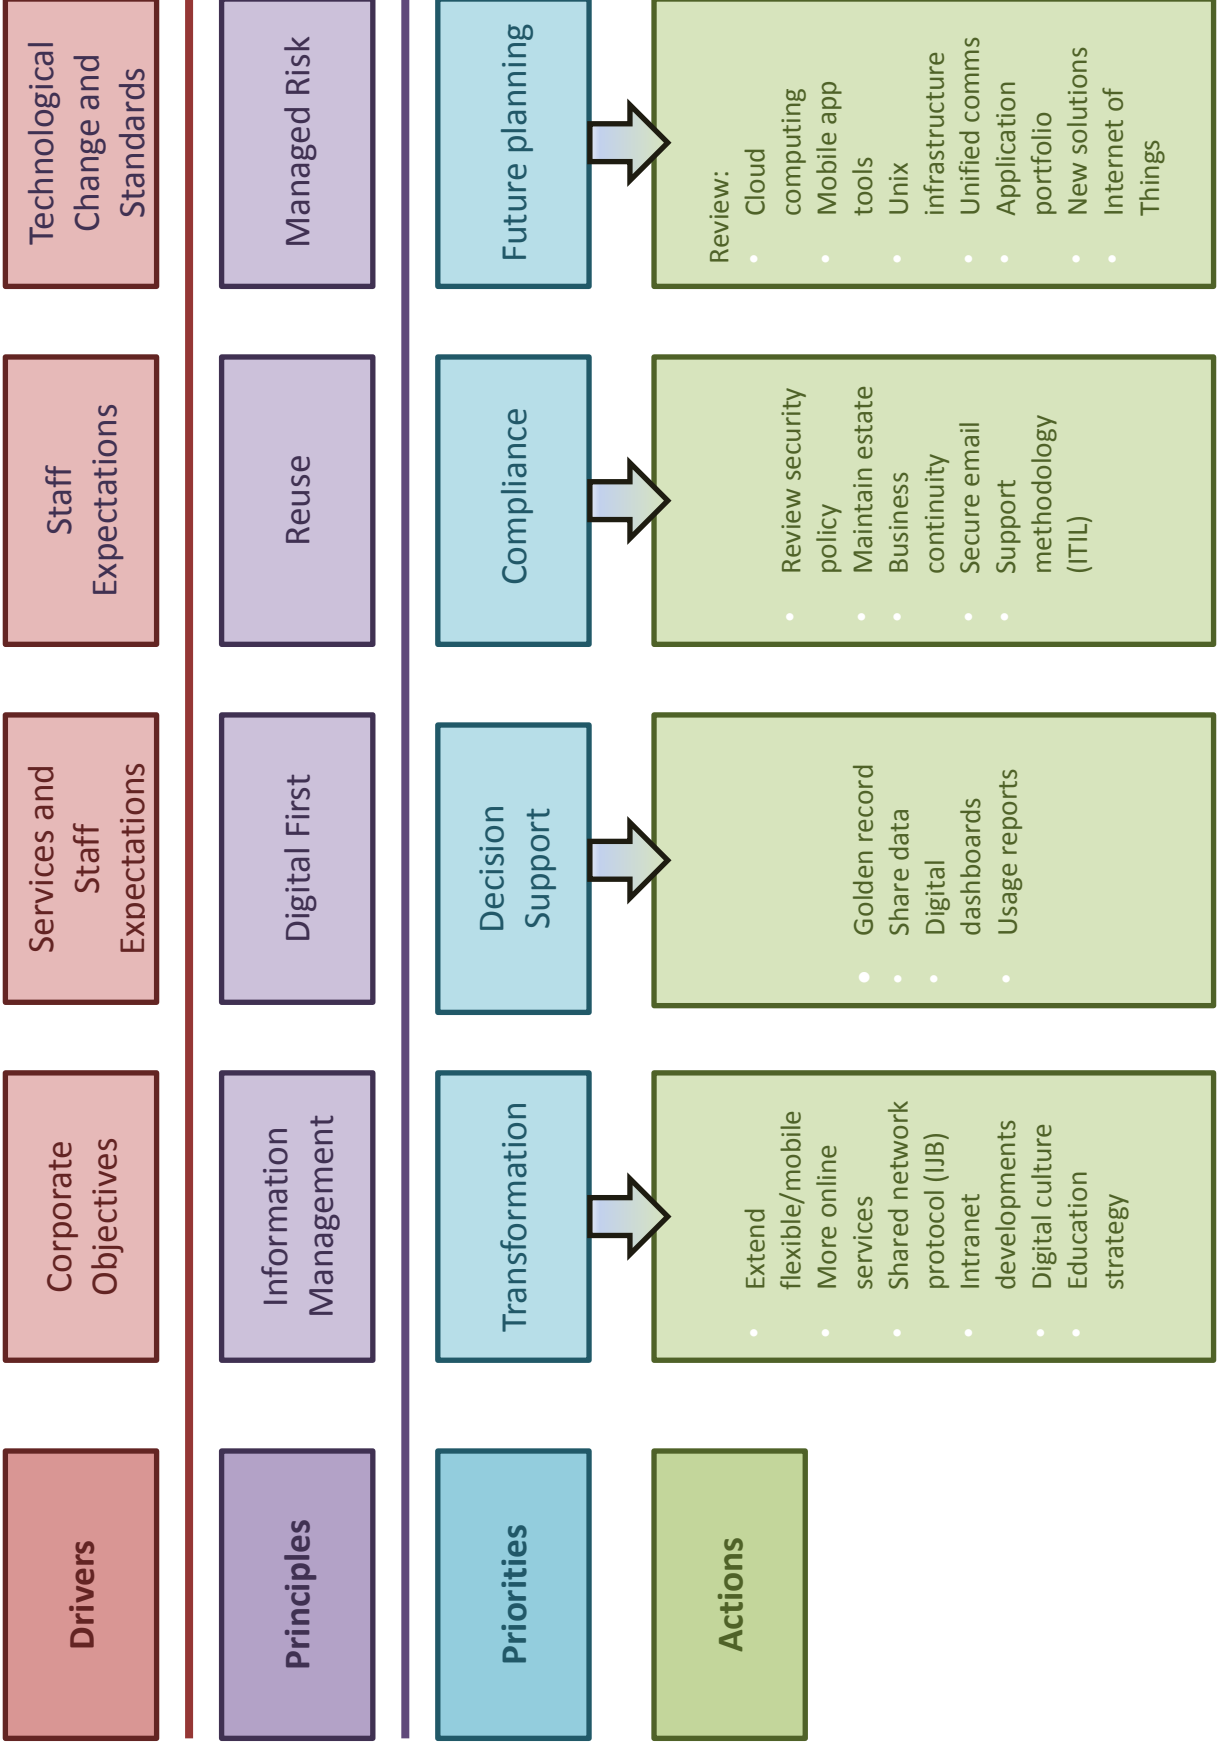 Drivers
Corporate
Objectives
Services and
Staff
Expectations
Staff
Expectations
Technological
Change and
Standards
Principles
Information
Management
Digital First
Reuse
Managed Risk
Priorities
Transformation
Decision
Support
Compliance
Future planning
Actions
• Extend
flexible/mobile
• More online
services
• Shared network
protocol (IJB)
• Intranet
developments
• Digital culture
• Education
strategy
• Golden record
• Share data
• Digital
dashboards
• Usage reports
• Review security
policy
• Maintain estate
• Business
continuity
• Secure email
• Support
methodology
(ITIL)
Review:
• Cloud
computing
• Mobile app
tools
• Unix
infrastructure
• Unified comms
• Application
portfolio
• New solutions
• Internet of
Things